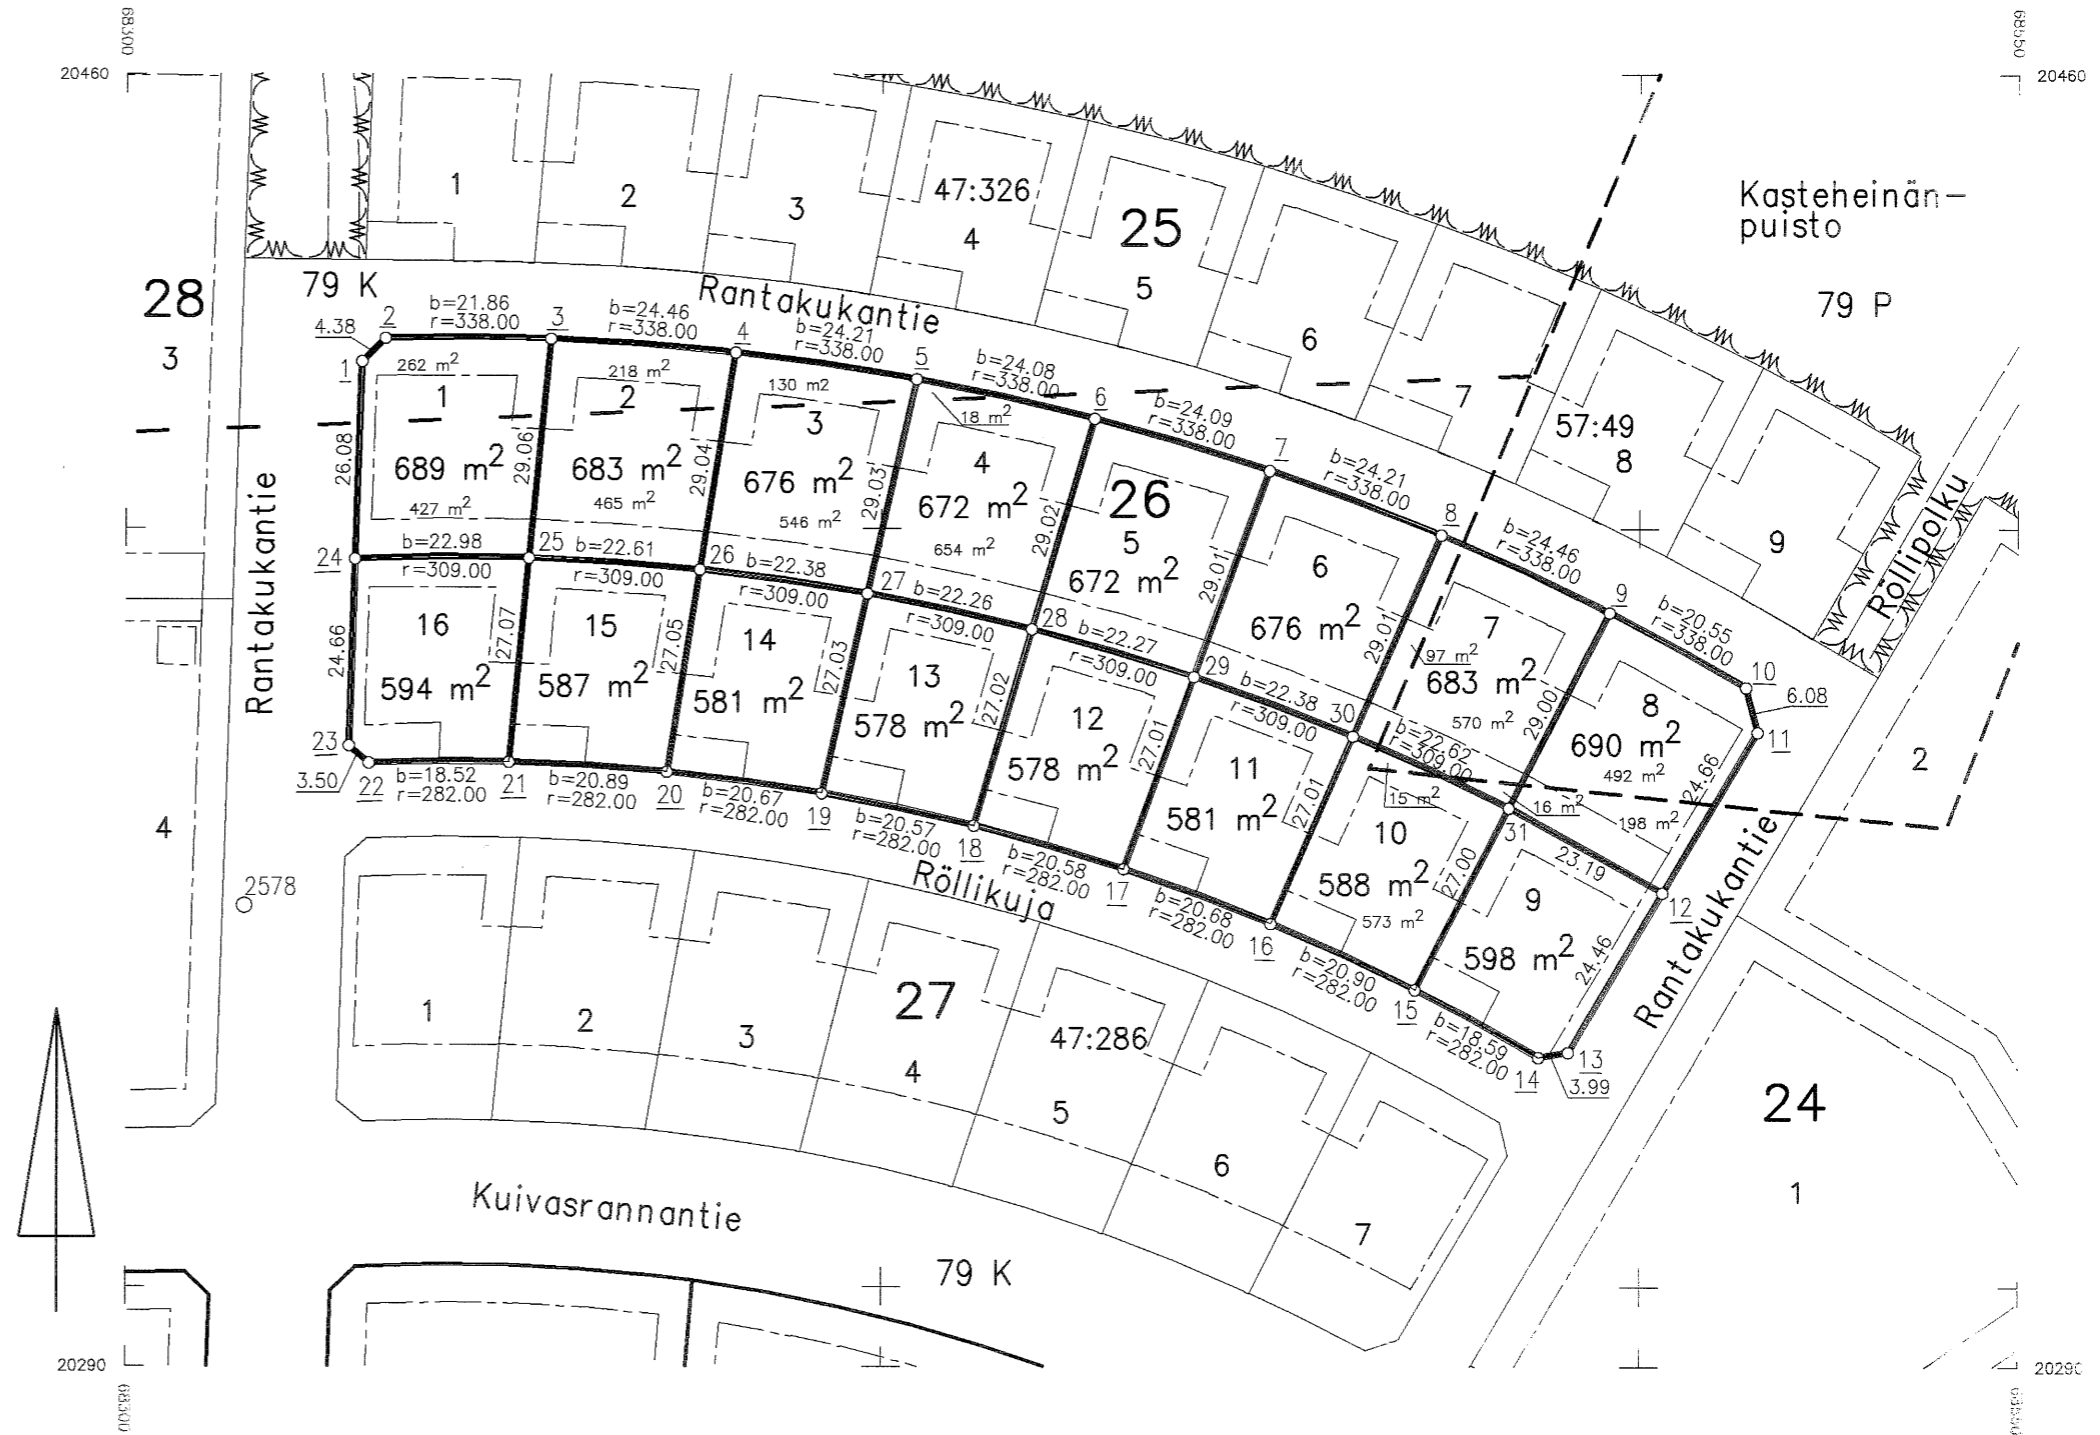 68300
68550
20460
20460
Kasteheinän-
puisto
79 P
1
2
3
47:326
4
25
5
6
7
57:49
8
9
28
3
79 K
Rantakukantie
Röllipolku
4.38
2
b=21.86
r=338.00
3
b=24.46
r=338.00
4
b=24.21
r=338.00
5
b=24.08
r=338.00
6
b=24.09
r=338.00
7
b=24.21
r=338.00
8
b=24.46
r=338.00
9
b=20.55
r=338.00
10
6.08
11
1
262 m²
1
218 m²
2
130 m2
3
18 m²
4
26
5
6
7
8
26.08
689 m²
427 m²
29.06
683 m²
465 m²
29.04
676 m²
546 m²
29.03
672 m²
654 m²
29.02
672 m²
29.01
676 m²
29.01
97 m²
683 m²
570 m²
29.00
690 m²
492 m²
24.66
2
Rantakukantie
24
b=22.98
r=309.00
25
b=22.61
r=309.00
26
b=22.38
r=309.00
27
b=22.26
r=309.00
28
b=22.27
r=309.00
29
b=22.38
r=309.00
30
b=22.62
r=309.00
31
15 m²
16 m²
198 m²
23.19
12
24.66
16
594 m²
27.07
15
587 m²
27.05
14
581 m²
27.03
13
578 m²
27.02
12
578 m²
27.01
11
581 m²
27.01
10
588 m²
573 m²
27.00
9
598 m²
24.46
Rantakukantie
23
3.50
22
b=18.52
r=282.00
21
b=20.89
r=282.00
20
b=20.67
r=282.00
19
b=20.57
r=282.00
18
b=20.58
r=282.00
17
b=20.68
r=282.00
16
b=20.90
r=282.00
15
b=18.59
r=282.00
14
13
3.99
4
2578
Röllikuja
1
2
3
27
4
47:286
5
6
7
24
1
Kuivasrannantie
79 K
20290
20290
68300
68550